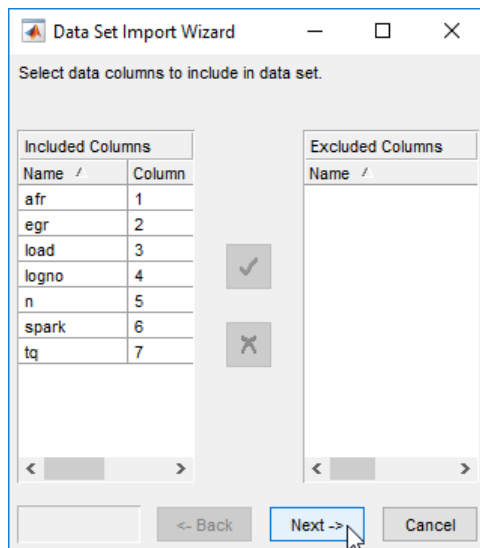 Data Set Import Wizard
Select data columns to include in data set.
Included Columns
Excluded Columns
Name Column
Name
afr 1
egr 2
load 3
logno 4
n 5
spark 6
tq 7
<- Back
Next ->
Cancel